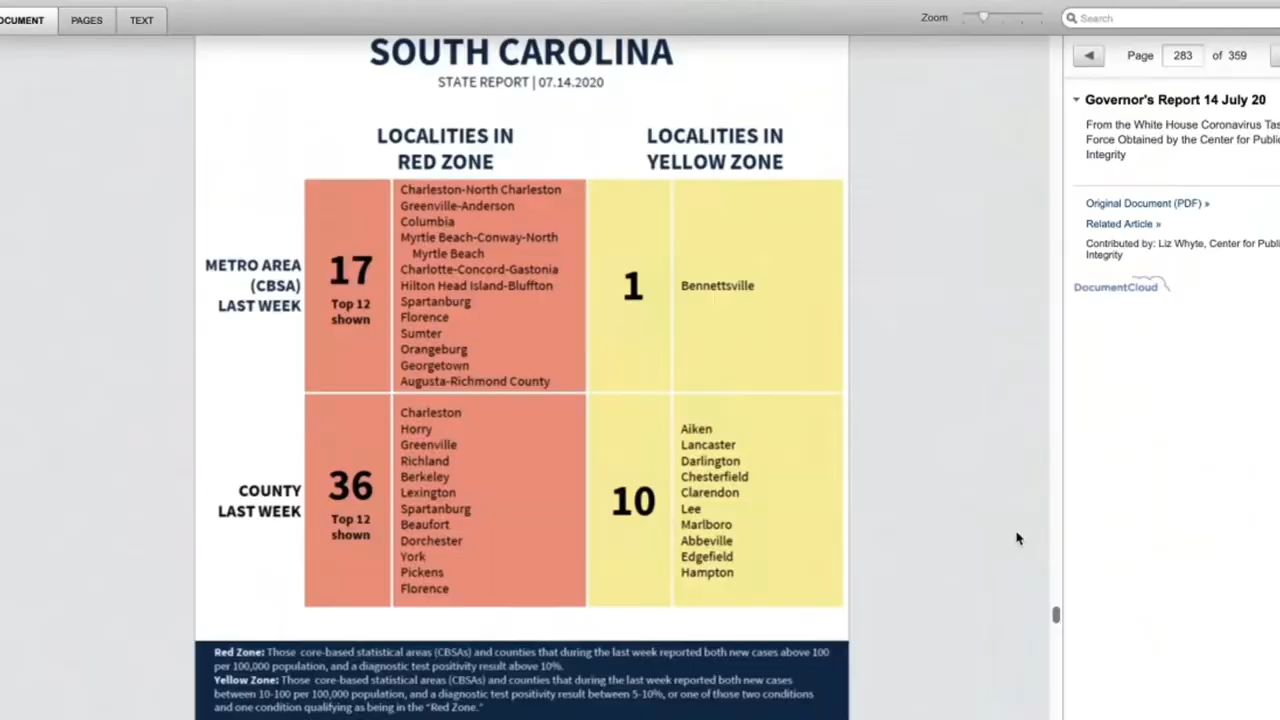 OCUMENT PAGES TEXT Zoom Search
Page 283 of 359
SOUTH CAROLINA
STATE REPORT | 07.14.2020
LOCALITIES IN
RED ZONE
LOCALITIES IN
YELLOW ZONE
METRO AREA
(CBSA)
LAST WEEK
17
Top 12
shown
Charleston-North Charleston
Greenville-Anderson
Columbia
Myrtle Beach-Conway-North
Myrtle Beach
Charlotte-Concord-Gastonia
Hilton Head Island-Bluffton
Spartanburg
Florence
Sumter
Orangeburg
Georgetown
Augusta-Richmond County
1
Bennettsville
COUNTY
LAST WEEK
36
Top 12
shown
Charleston
Horry
Greenville
Richland
Berkeley
Lexington
Spartanburg
Beaufort
Dorchester
York
Pickens
Florence
10
Aiken
Lancaster
Darlington
Chesterfield
Clarendon
Lee
Marlboro
Abbeville
Edgefield
Hampton
Red Zone: Those core-based statistical areas (CBSAs) and counties that during the last week reported both new cases above 100
per 100,000 population, and a diagnostic test positivity result above 10%.
Yellow Zone: Those core-based statistical areas (CBSAs) and counties that during the last week reported both new cases
between 10-100 per 100,000 population, and a diagnostic test positivity result between 5-10%, or one of those two conditions
and one condition qualifying as being in the "Red Zone."
Governor's Report 14 July 20
From the White House Coronavirus Tas
Force Obtained by the Center for Public
Integrity
Original Document (PDF) »
Related Article »
Contributed by: Liz Whyte, Center for Publi
Integrity
DocumentCloud